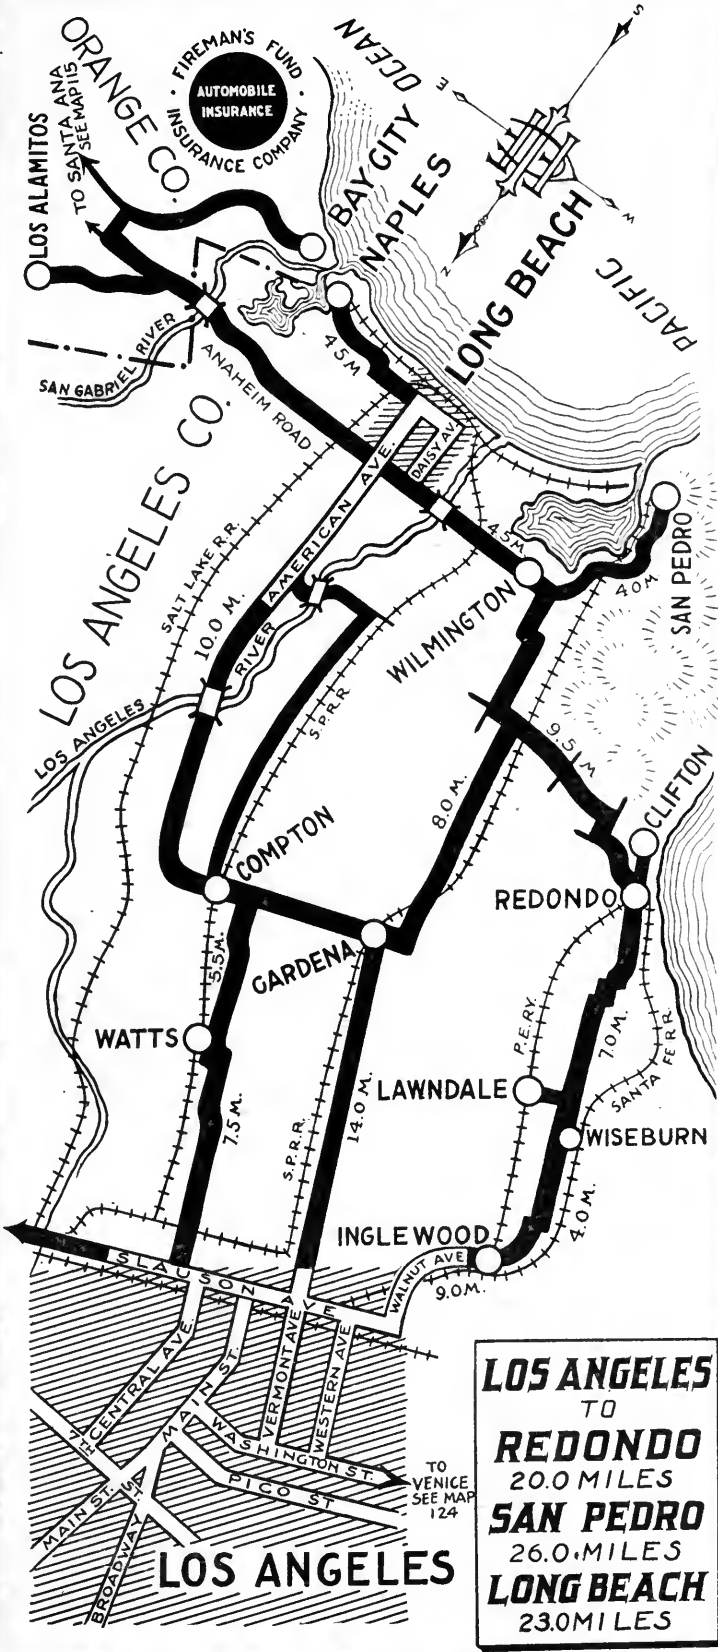 ORANGE CO.
FIREMAN'S FUND
AUTOMOBILE
INSURANCE
INSURANCE COMPANY
PACIFIC OCEAN
S
E
W
N
TO SANTA ANA
SEE MAP 115
LOS ALAMITOS
BAY CITY
NAPLES
LONG BEACH
SAN GABRIEL RIVER
ANAHEIM ROAD
4.5 M
LOS ANGELES CO.
SALT LAKE R.R.
AMERICAN AVE.
DAISY AV.
4.5 M.
SAN PEDRO
4.0 M
WILMINGTON
10.0 M.
LOS ANGELES RIVER
S.P.R.R
9.5 M
8.0 M.
CLIFTON
COMPTON
REDONDO
GARDENA
5.5 M.
WATTS
P.E.RY.
7.0 M.
SANTA FE R.R.
LAWNDALE
7.5 M.
S.P.R.R.
14.0 M.
WISEBURN
4.0 M.
INGLEWOOD
WALNUT AVE
9.0 M.
SLAUSON AVE
CENTRAL AVE.
MAIN ST.
VERMONT AVE
WESTERN AVE
7TH ST
WASHINGTON ST.
PICO ST
MAIN ST.
BROADWAY
TO
VENICE
SEE MAP
124
LOS ANGELES
LOS ANGELES
TO
REDONDO
20.0 MILES
SAN PEDRO
26.0 MILES
LONG BEACH
23.0 MILES